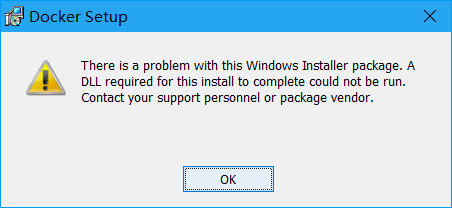 Docker Setup
There is a problem with this Windows Installer package. A
DLL required for this install to complete could not be run.
Contact your support personnel or package vendor.
OK